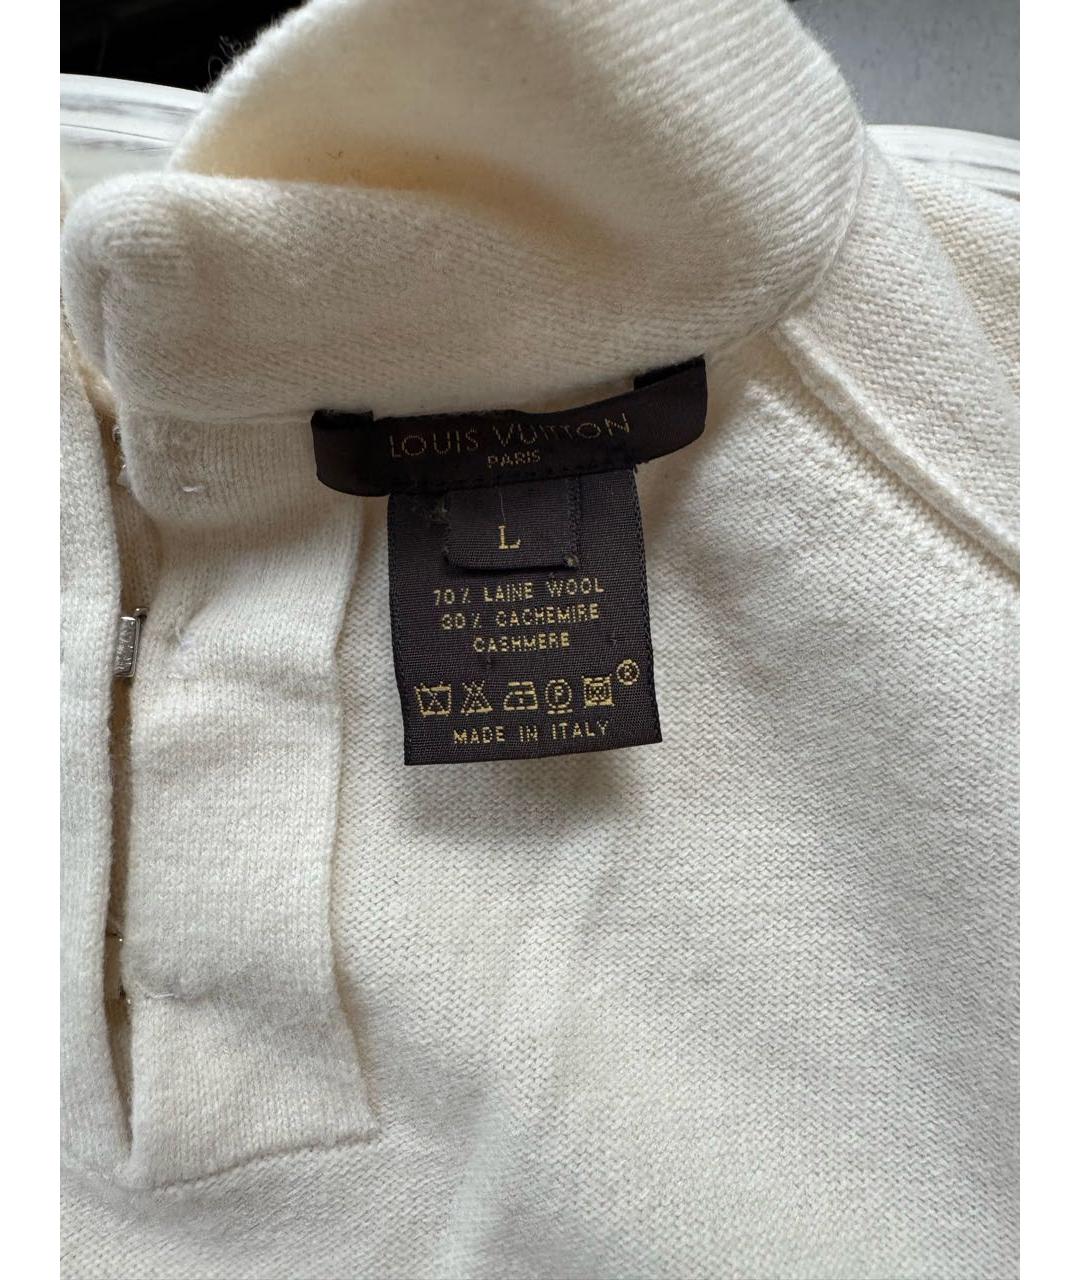 LOUIS VUITTON
PARIS
L
70% LAINE WOOL
30% CACHEMIRE
CASHMERE
P
®
MADE IN ITALY